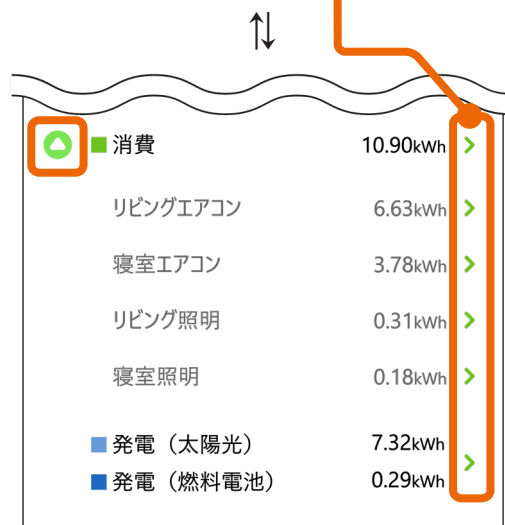 消費 10.90kWh
リビングエアコン 6.63kWh
寝室エアコン 3.78kWh
リビング照明 0.31kWh
寝室照明 0.18kWh
発電（太陽光） 7.32kWh
発電（燃料電池） 0.29kWh